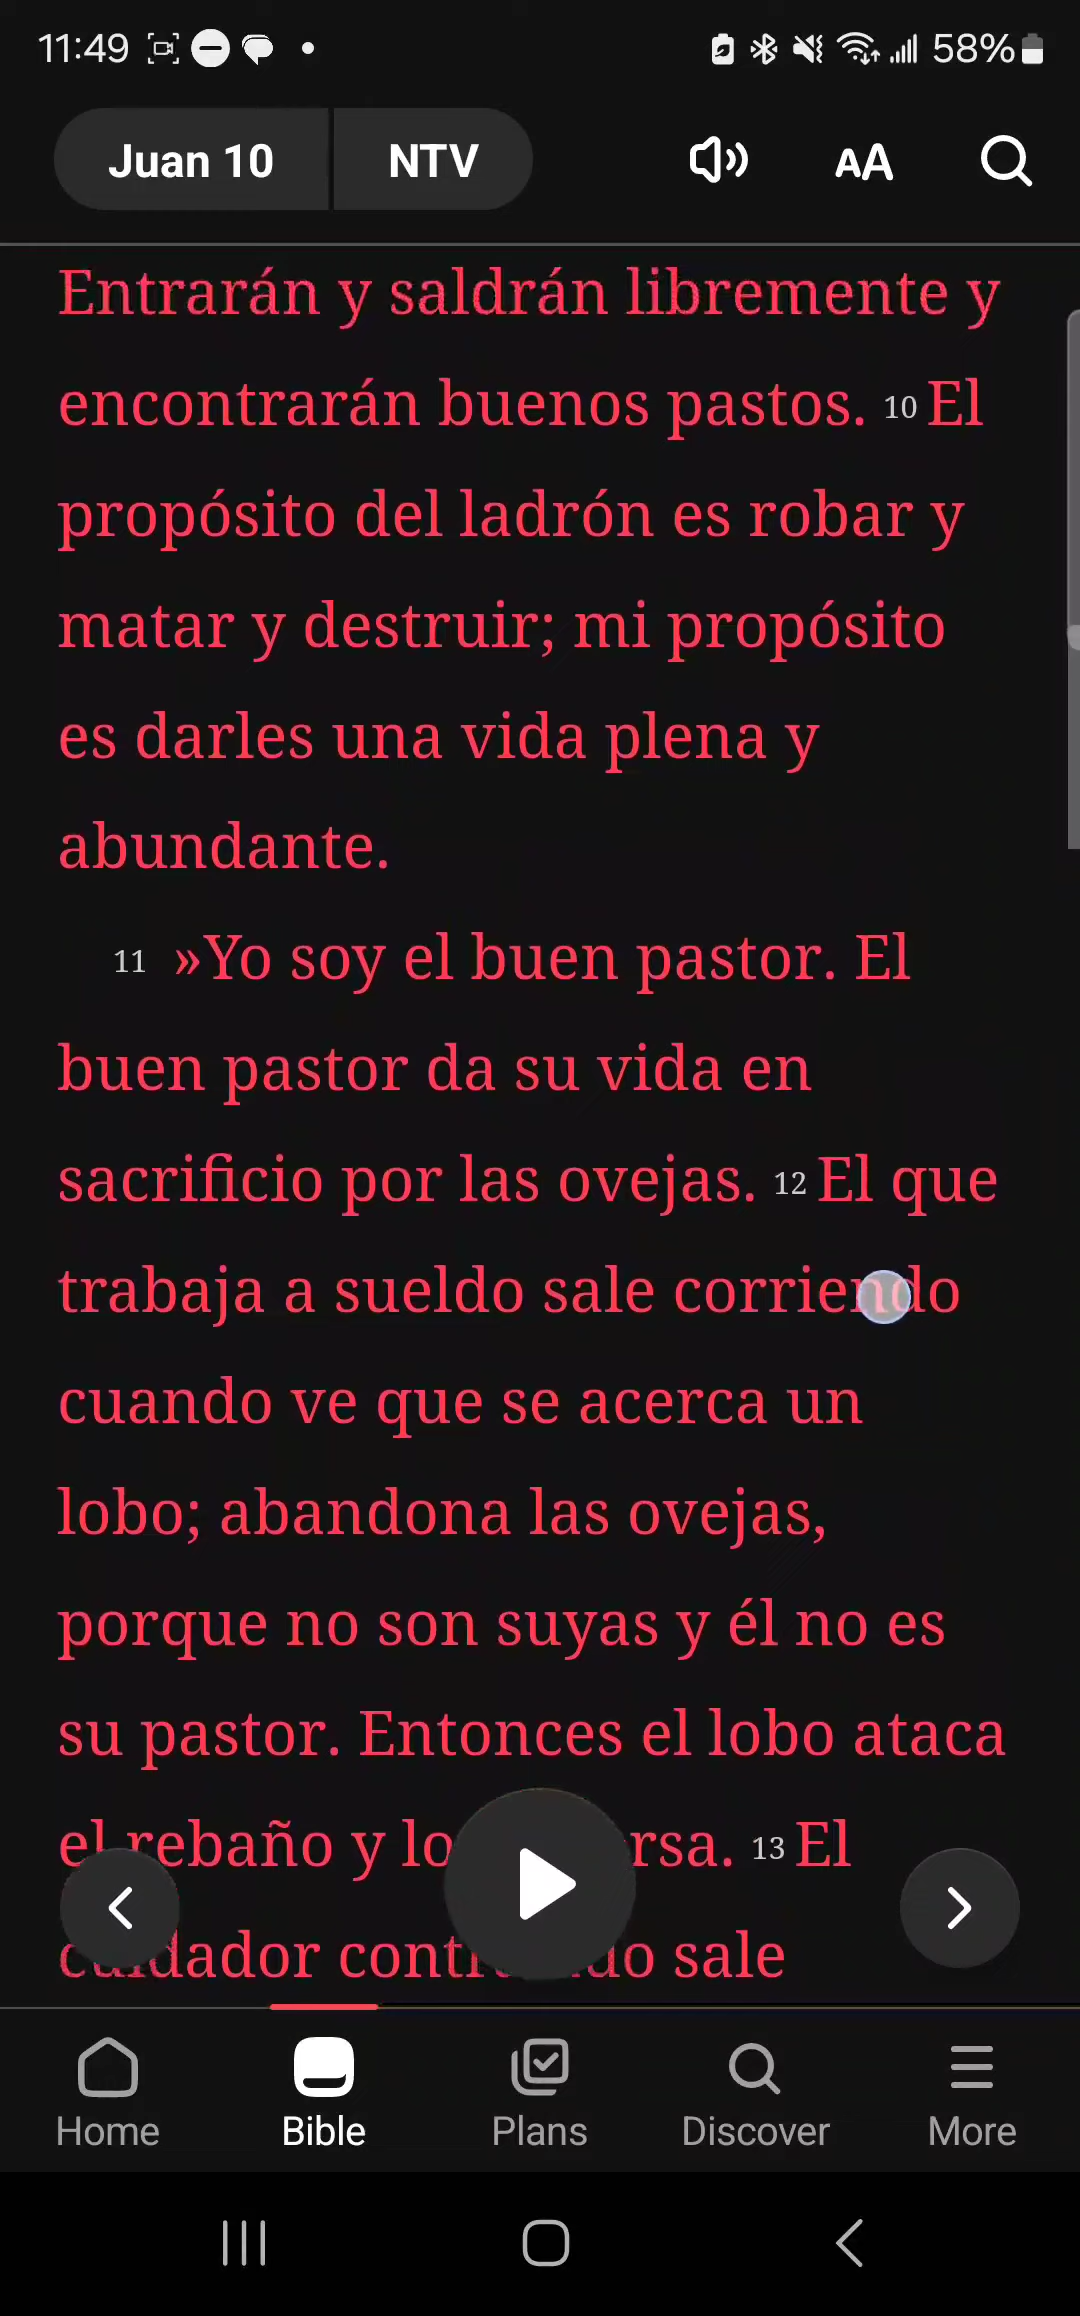 11:49
58%
Juan 10
NTV
AA
Entrarán y saldrán libremente y
encontrarán buenos pastos. 10 El
propósito del ladrón es robar y
matar y destruir; mi propósito
es darles una vida plena y
abundante.
11 »Yo soy el buen pastor. El
buen pastor da su vida en
sacrificio por las ovejas. 12 El que
trabaja a sueldo sale corriendo
cuando ve que se acerca un
lobo; abandona las ovejas,
porque no son suyas y él no es
su pastor. Entonces el lobo ataca
el rebaño y lo 13 El
sale
Home
Bible
Plans
Discover
More